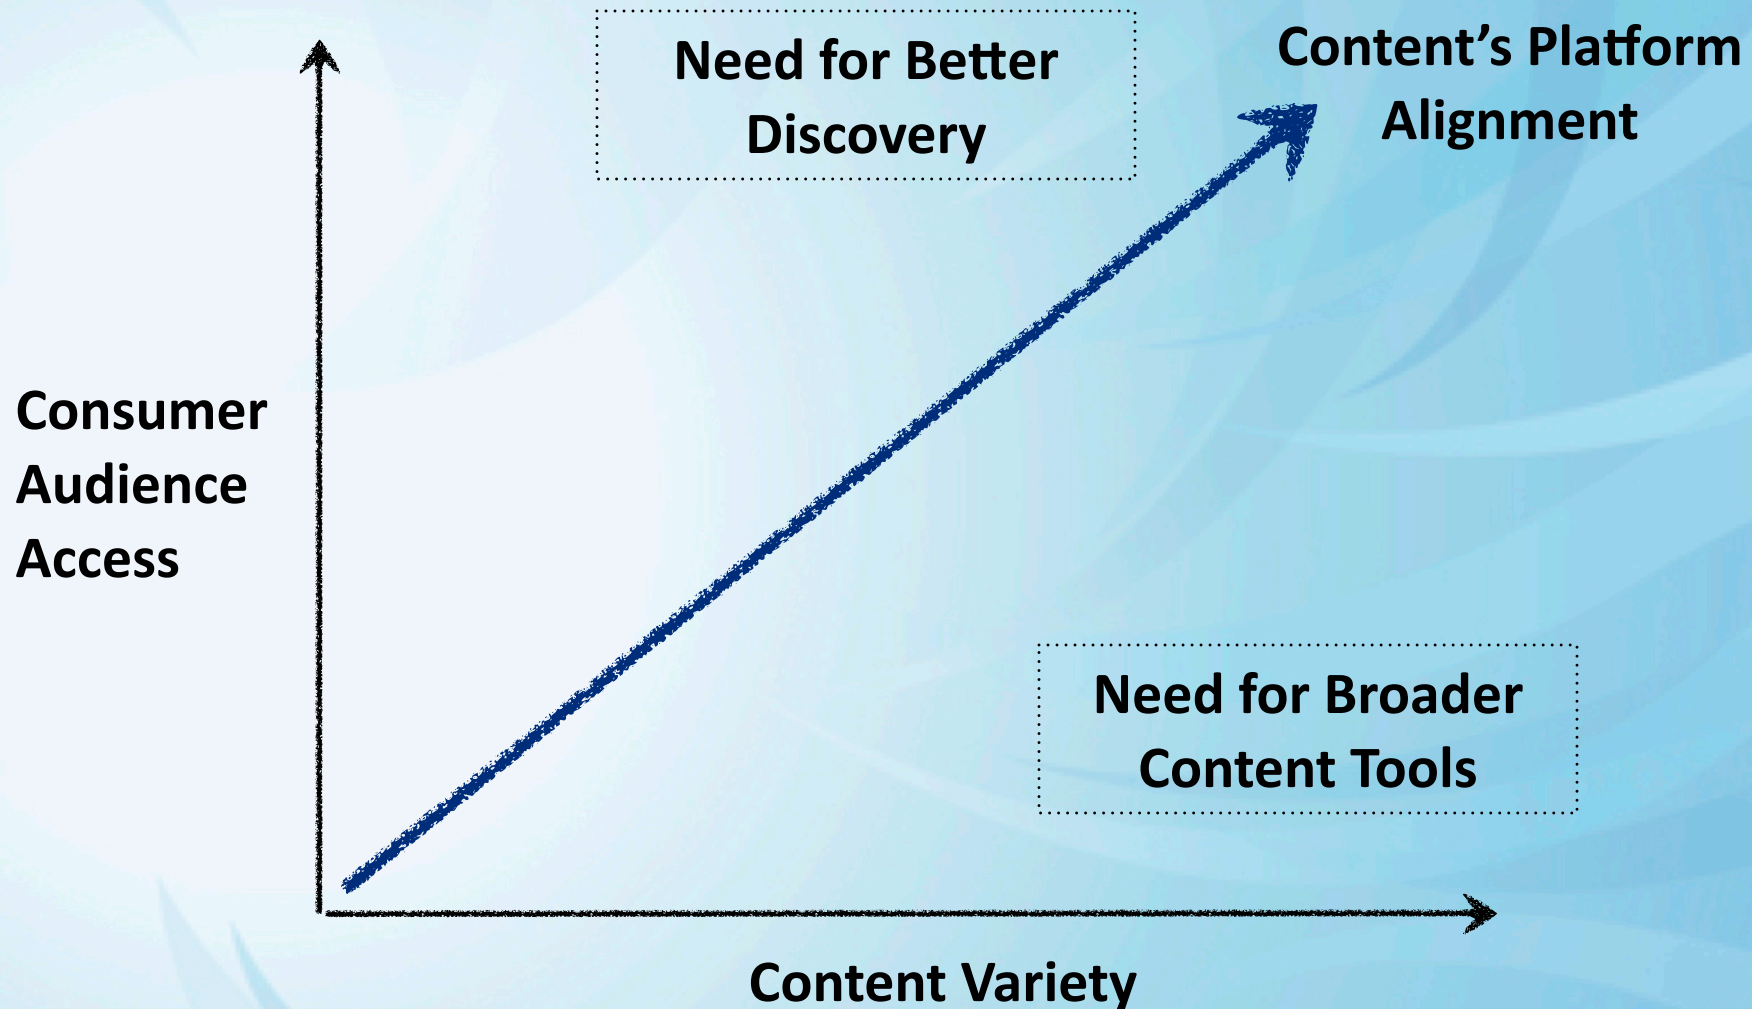 Need for Better
Discovery
Content’s Platform
Alignment
Consumer
Audience
Access
Need for Broader
Content Tools
Content Variety